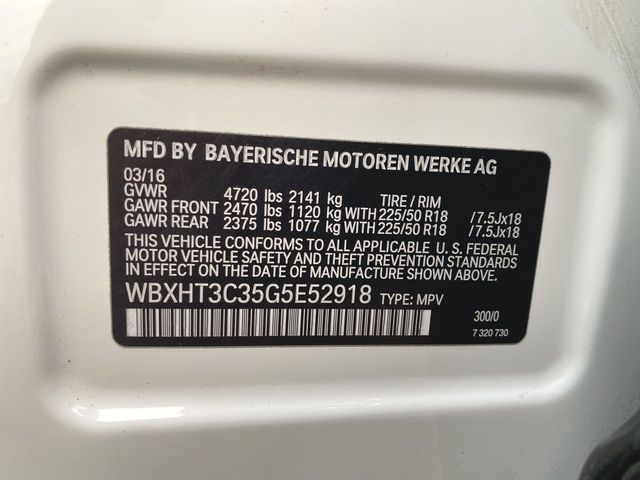 MFD BY BAYERISCHE MOTOREN WERKE AG
03/16
GVWR 4720 lbs 2141 kg TIRE / RIM
GAWR FRONT 2470 lbs 1120 kg WITH 225/50 R18 /7.5Jx18
GAWR REAR 2375 lbs 1077 kg WITH 225/50 R18 /7.5Jx18
THIS VEHICLE CONFORMS TO ALL APPLICABLE U. S. FEDERAL
MOTOR VEHICLE SAFETY AND THEFT PREVENTION STANDARDS
IN EFFECT ON THE DATE OF MANUFACTURE SHOWN ABOVE.
WBXHT3C35G5E52918 TYPE: MPV
300/0
7 320 730